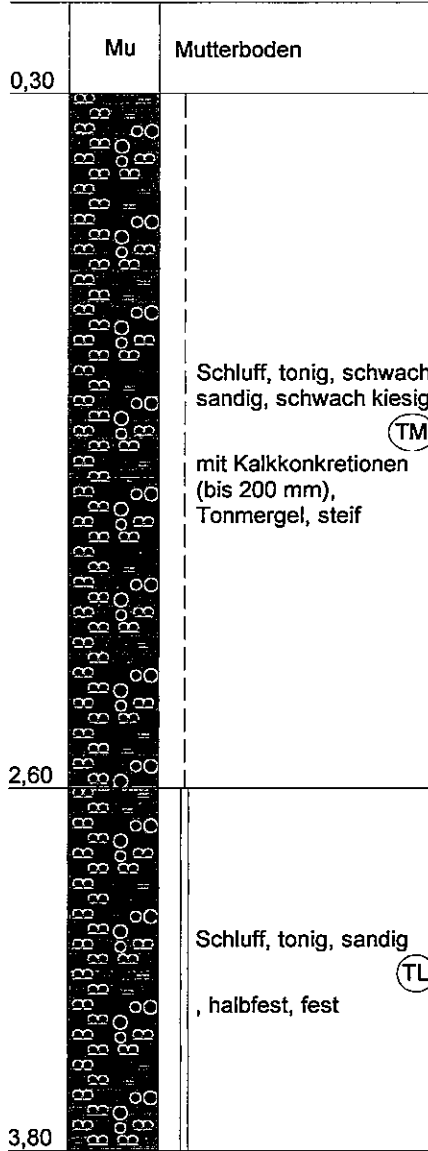 Mu Mutterboden
0,30
Schluff, tonig, schwach
sandig, schwach kiesig
TM
mit Kalkkonkretionen
(bis 200 mm),
Tonmergel, steif
2,60
Schluff, tonig, sandig
TL
, halbfest, fest
3,80